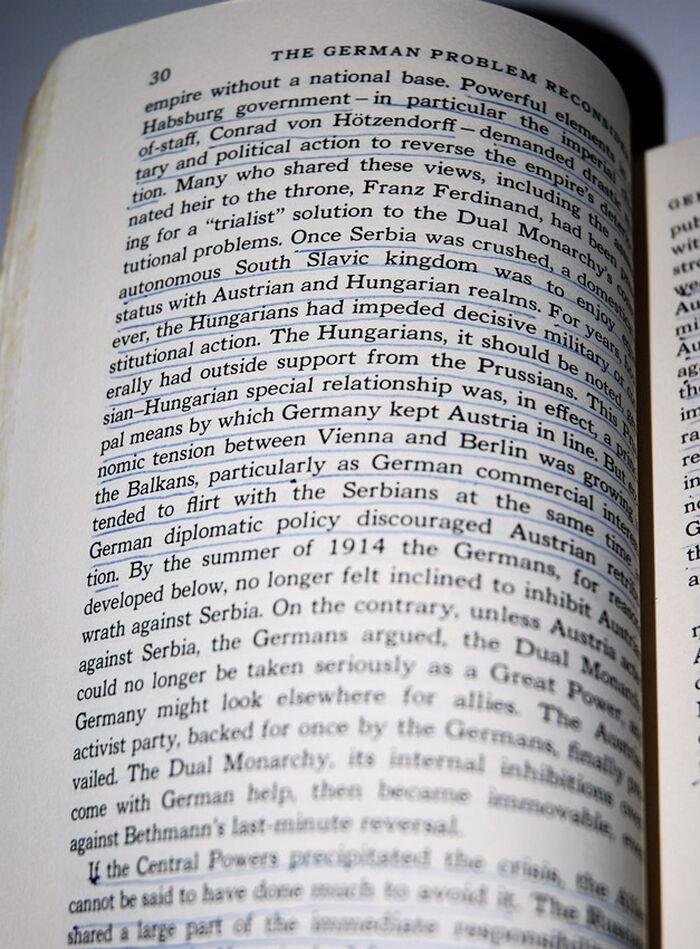 30
THE GERMAN PROBLEM
empire without a national base. Powerful elements
Habsburg government – in particular the imperial
of-staff, Conrad von Hötzendorff – demanded
tary and political action to reverse the empire's
tion. Many who shared these views, including the
nated heir to the throne, Franz Ferdinand, had been
ing for a “trialist” solution to the Dual Monarchy's
tutional problems. Once Serbia was crushed, a
autonomous South Slavic kingdom was to enjoy
status with Austrian and Hungarian realms. For years,
ever, the Hungarians had impeded decisive military or
stitutional action. The Hungarians, it should be noted,
erally had outside support from the Prussians. This
sian–Hungarian special relationship was, in effect, a
pal means by which Germany kept Austria in line. But
nomic tension between Vienna and Berlin was growing
the Balkans, particularly as German commercial
tended to flirt with the Serbians at the same time
German diplomatic policy discouraged Austrian
tion. By the summer of 1914 the Germans, for
developed below, no longer felt inclined to inhibit
wrath against Serbia. On the contrary, unless Austria
against Serbia, the Germans argued, the Dual
could no longer be taken seriously as a Great Power,
Germany might look elsewhere for allies. The
activist party, backed for once by the Germans, finally
vailed. The Dual Monarchy, its internal inhibitions
come with German help, then became immovable,
against Bethmann's last-minute reversal.
If the Central Powers precipitated the crisis, the
cannot be said to have done much to avoid it. The
shared a large part of the immediate